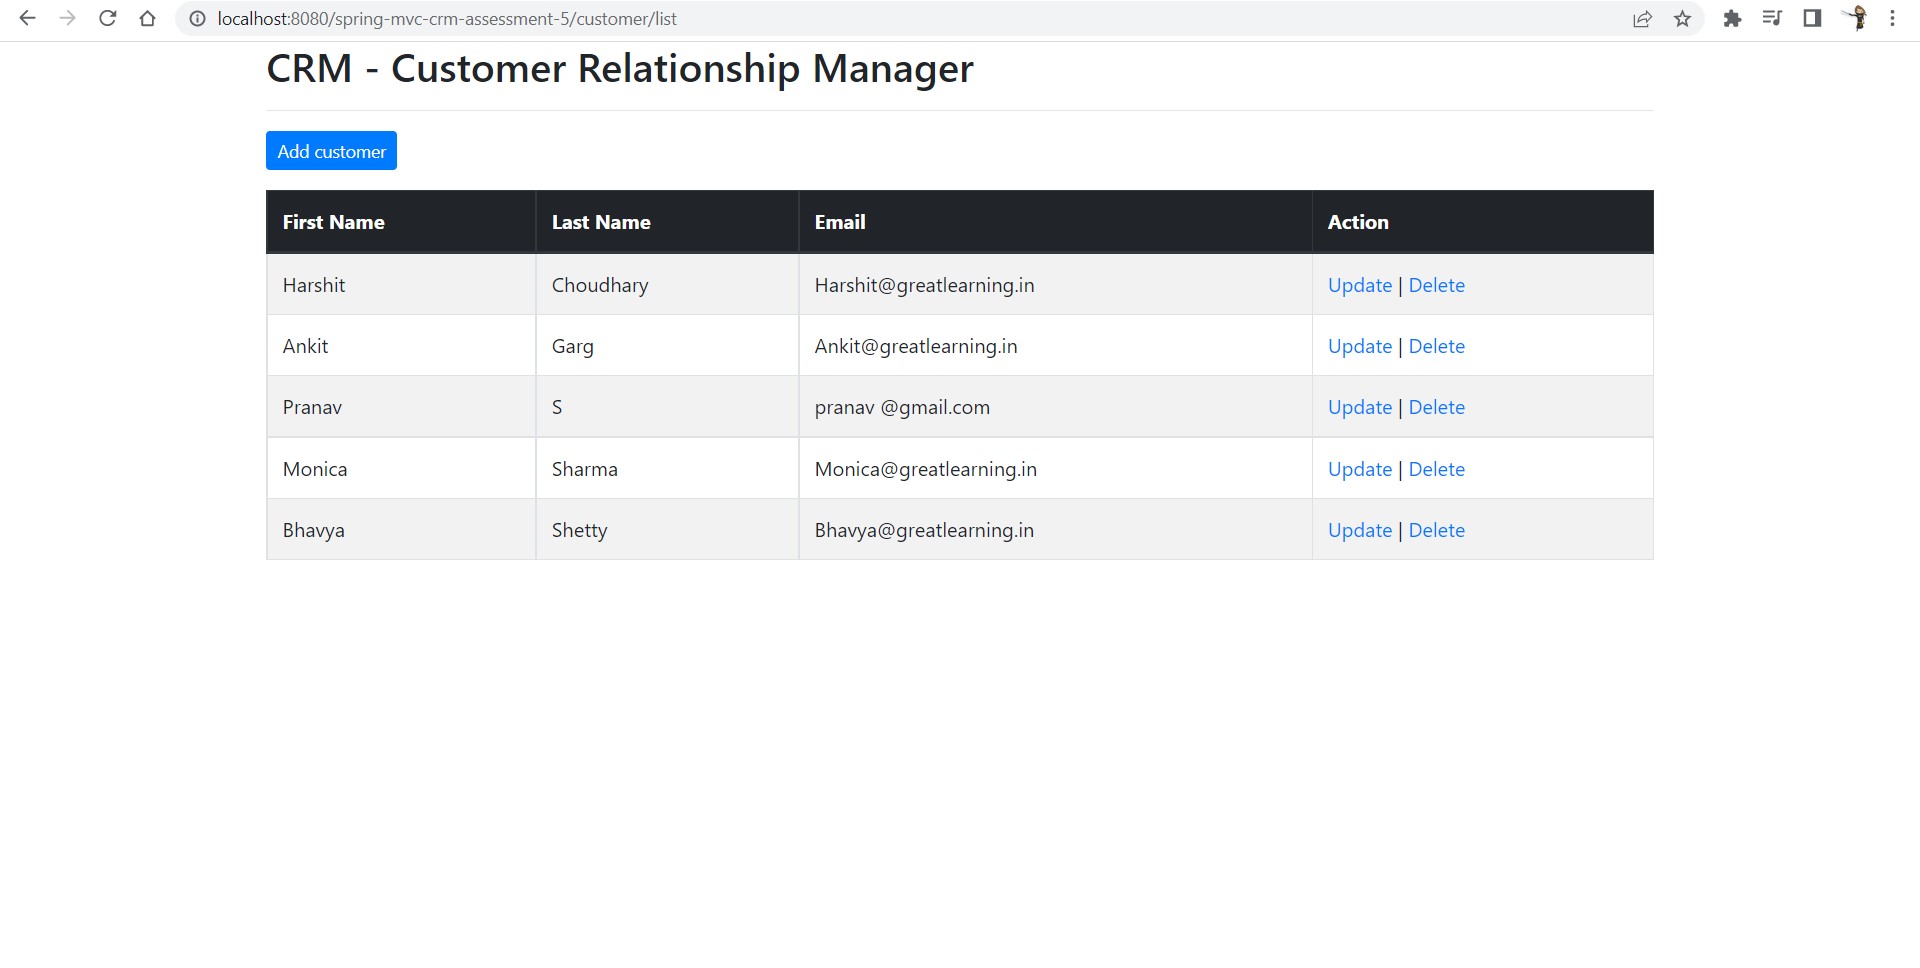 localhost:8080/spring-mvc-crm-assessment-5/customer/list
CRM - Customer Relationship Manager
Add customer
First Name Last Name Email Action
Harshit Choudhary Harshit@greatlearning.in Update | Delete
Ankit Garg Ankit@greatlearning.in Update | Delete
Pranav S pranav @gmail.com Update | Delete
Monica Sharma Monica@greatlearning.in Update | Delete
Bhavya Shetty Bhavya@greatlearning.in Update | Delete